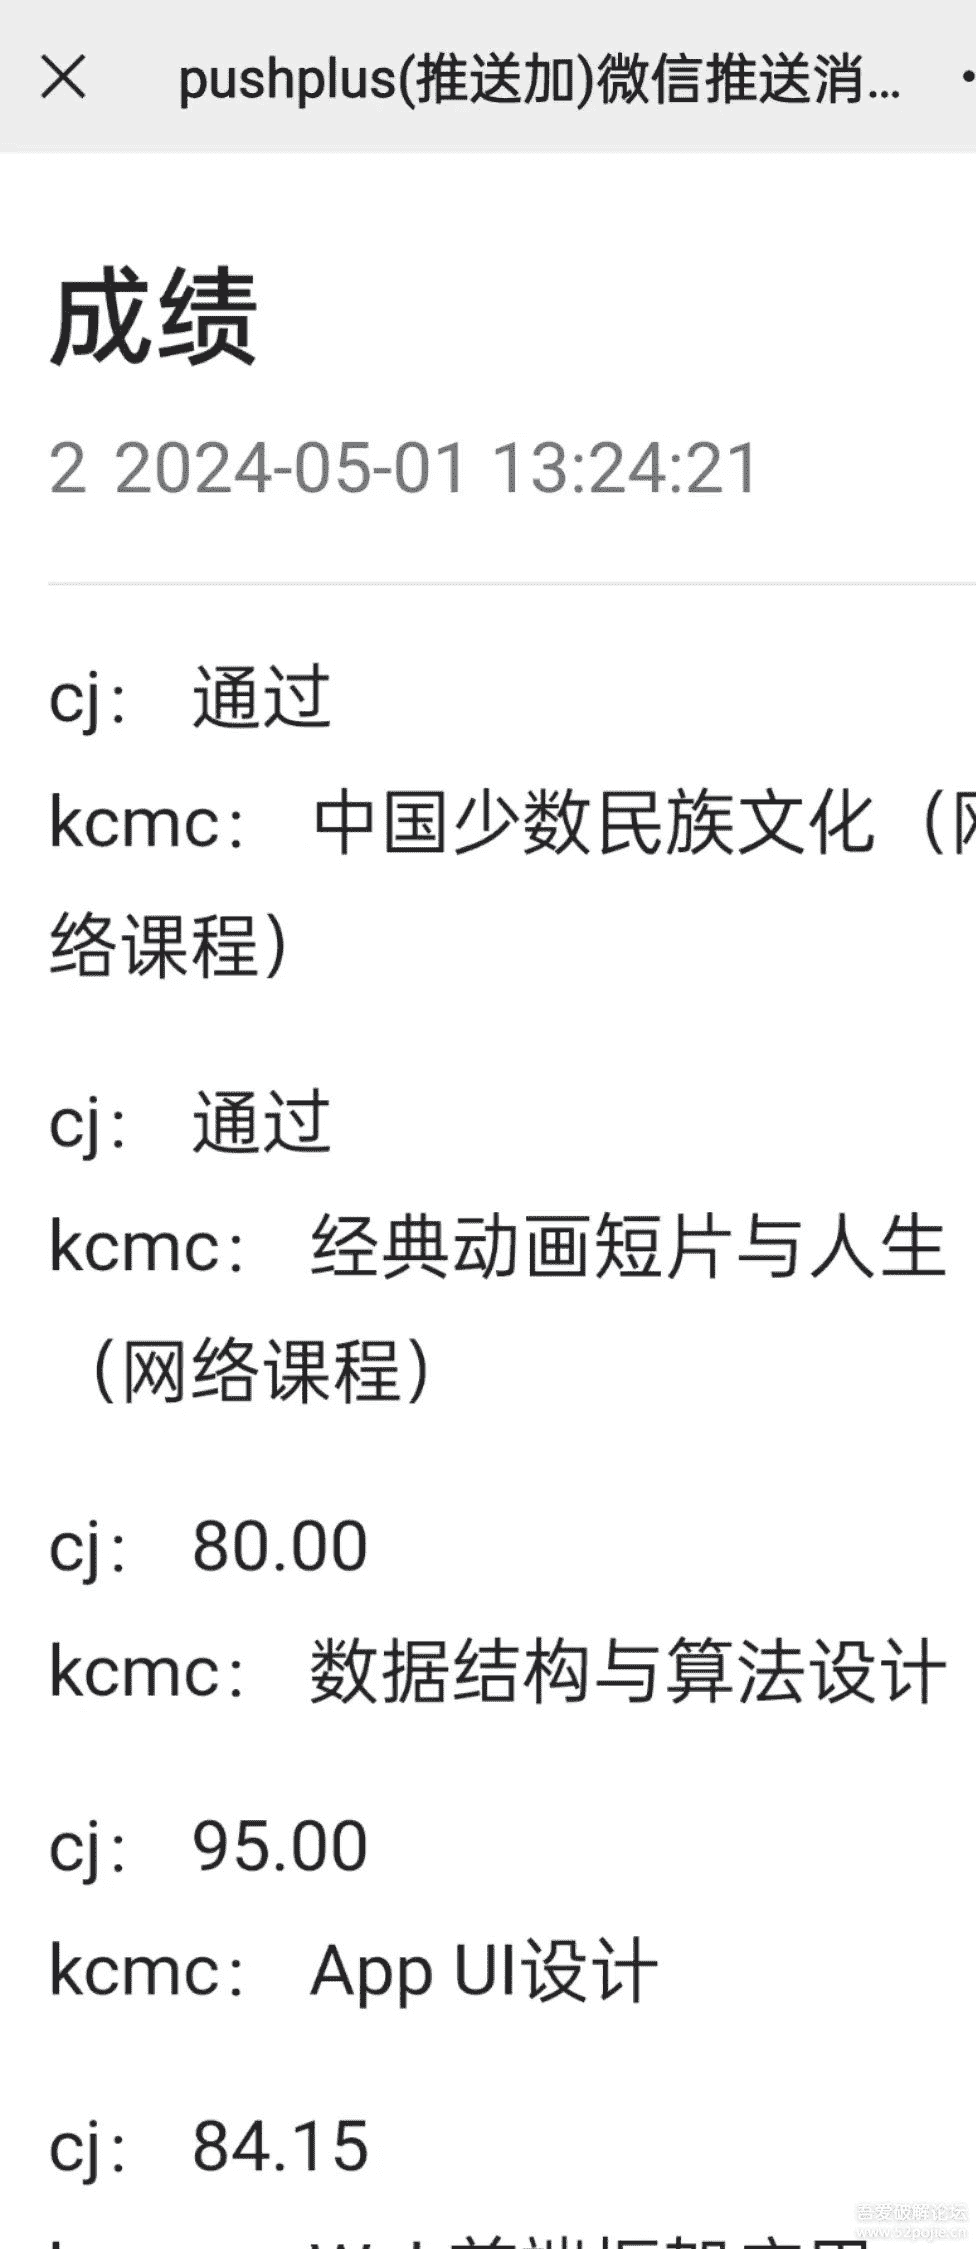 pushplus(推送加)微信推送消...
成绩
2 2024-05-01 13:24:21
cj： 通过
kcmc： 中国少数民族文化（网
络课程）
cj： 通过
kcmc： 经典动画短片与人生
（网络课程）
cj： 80.00
kcmc： 数据结构与算法设计
cj： 95.00
kcmc： App UI设计
cj： 84.15
吾爱破解论坛
www.52pojie.cn